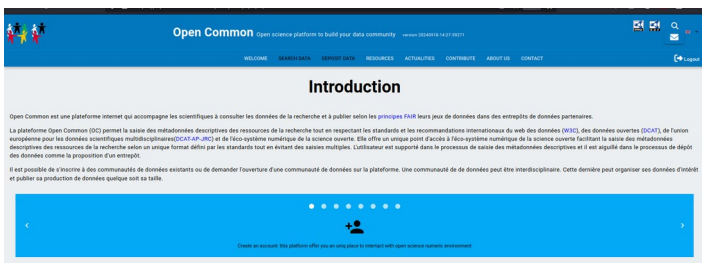 Open Common Open science platform to build your data community version 20240916-14:27:59271
WELCOME SEARCH DATA DEPOSIT DATA RESOURCES ACTUALITIES CONTRIBUTE ABOUT US CONTACT Logout
Introduction
Open Common est une plateforme internet qui accompagne les scientifiques à consulter les données de la recherche et à publier selon les principes FAIR leurs jeux de données dans des entrepôts de données partenaires.
La plateforme Open Common (OC) permet la saisie des métadonnées descriptives des ressources de la recherche tout en respectant les standards et les recommandations internationaux du web des données (W3C), des données ouvertes (DCAT), de l'union
européenne pour les données scientifiques multidisciplinaires(DCAT-AP-JRC) et de l'éco-système numérique de la science ouverte. Elle offre un unique point d'accès à l'éco-système numérique de la science ouverte facilitant la saisie des métadonnées
descriptives des ressources de la recherche selon un unique format défini par les standards tout en évitant des saisies multiples. L'utilisateur est supporté dans le processus de saisie des métadonnées descriptives et il est aiguillé dans le processus de dépôt
des données comme la proposition d'un entrepôt.
Il est possible de s'inscrire à des communautés de données existants ou de demander l'ouverture d'une communauté de données sur la plateforme. Une communauté de de données peut être interdisciplinaire. Cette dernière peut organiser ses données d'intérêt
et publier sa production de données quelque soit sa taille.
Create an account: this platform offer you an uniq place to intertact with open science numeric environment